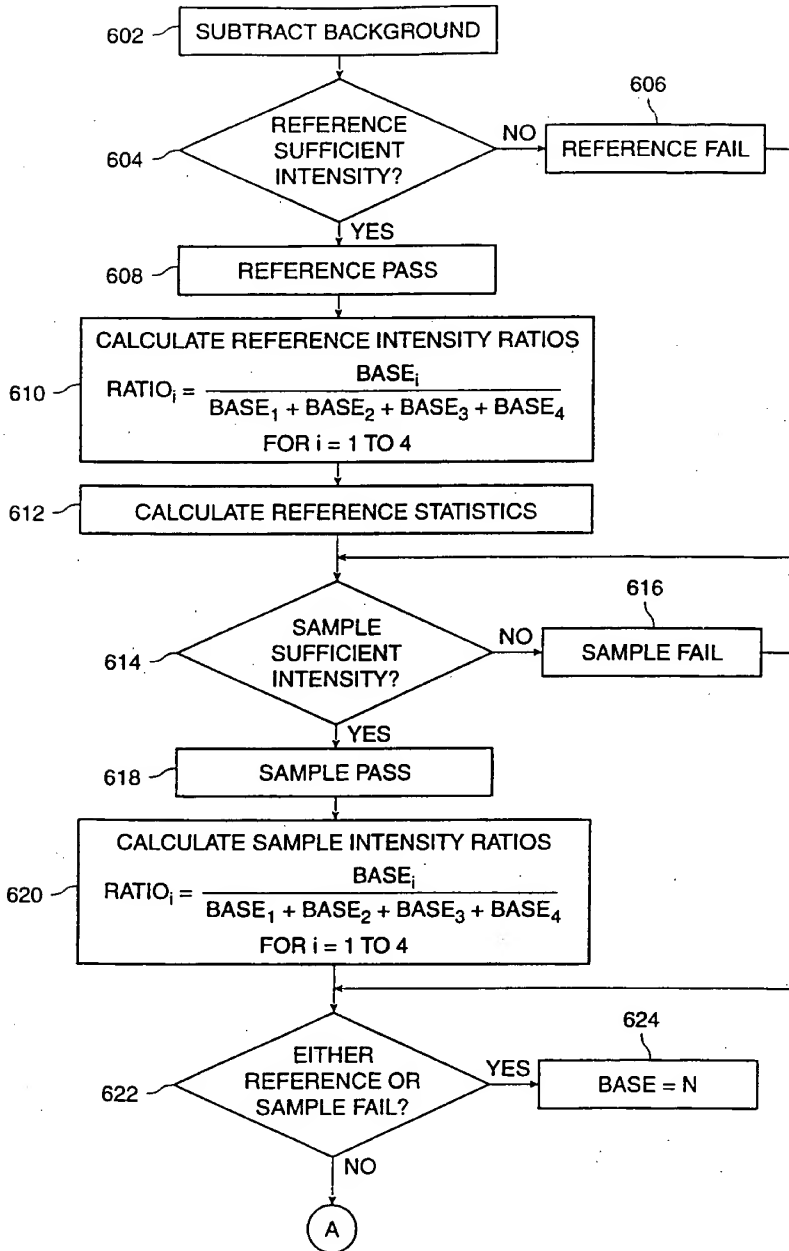 602
SUBTRACT BACKGROUND
604
REFERENCE
SUFFICIENT
INTENSITY?
NO
606
REFERENCE FAIL
YES
608
REFERENCE PASS
610
CALCULATE REFERENCE INTENSITY RATIOS
RATIOi = BASEi
BASE1 + BASE2 + BASE3 + BASE4
FOR i = 1 TO 4
612
CALCULATE REFERENCE STATISTICS
614
SAMPLE
SUFFICIENT
INTENSITY?
NO
616
SAMPLE FAIL
YES
618
SAMPLE PASS
620
CALCULATE SAMPLE INTENSITY RATIOS
RATIOi = BASEi
BASE1 + BASE2 + BASE3 + BASE4
FOR i = 1 TO 4
622
EITHER
REFERENCE OR
SAMPLE FAIL?
YES
624
BASE = N
NO
A